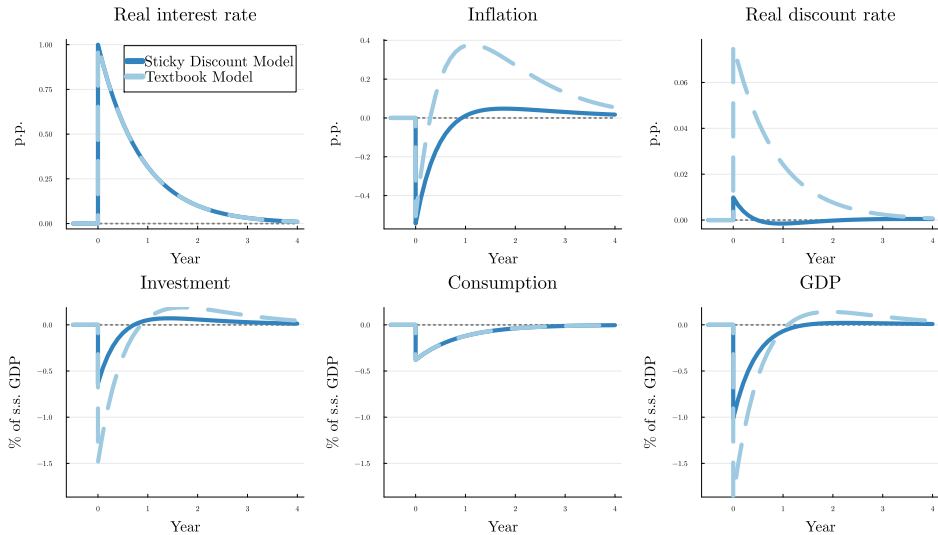 Real interest rate
p.p.
1.00
0.75
0.50
0.25
0.00
Sticky Discount Model
Textbook Model
0 1 2 3 4
Year
Inflation
p.p.
0.4
0.2
0.0
−0.2
−0.4
0 1 2 3 4
Year
Real discount rate
p.p.
0.06
0.04
0.02
0.00
0 1 2 3 4
Year
Investment
% of s.s. GDP
0.0
−0.5
−1.0
−1.5
0 1 2 3 4
Year
Consumption
% of s.s. GDP
0.0
−0.5
−1.0
−1.5
0 1 2 3 4
Year
GDP
% of s.s. GDP
0.0
−0.5
−1.0
−1.5
0 1 2 3 4
Year